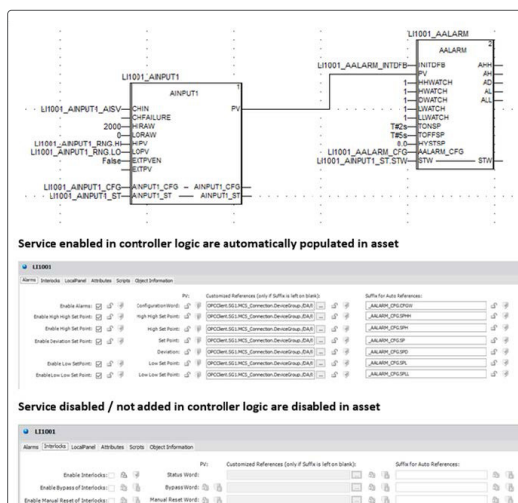 LI1001_AALARM
2
AALARM
LI1001_AALARM_INTDFB INITDFB AHH
PV AH
1 HHWATCH AD
1 HWATCH AL
1 DWATCH ALL
1 LWATCH
1 LLWATCH
T#2s TONSP
T#5s TOFFSP
0.0 HYSTSP
LI1001_AALARM_CFG AALARM_CFG
LI1001_AINPUT1_ST.STW STW STW
LI1001_AINPUT1
1
AINPUT1
LI1001_AINPUT1_AISV CHIN PV
CHFAILURE
2000 HIRAW
0 LORAW
LI1001_AINPUT1_RNG.HI HIPV
LI1001_AINPUT1_RNG.LO LOPV
False EITPVEN
EITPV
LI1001_AINPUT1_CFG AINPUT1_CFG AINPUT1_CFG
LI1001_AINPUT1_ST AINPUT1_ST AINPUT1_ST
Service enabled in controller logic are automatically populated in asset
LI1001
Alarms Interlocks LocalPanel Attributes Scripts Object Information
PV: Customized References (only if Suffix is left on blank): Suffix for Auto References:
Enable Alarms: ConfigurationWord: ... _AALARM_CFG.CFGW
Enable High High Set Point: High High Set Point: ... _AALARM_CFG.SPHH
Enable High Set Point: High Set Point: ... _AALARM_CFG.SPH
Enable Deviation Set Point: Set Point: ... _AALARM_CFG.SP
Deviation: ... _AALARM_CFG.SPD
Enable Low SetPoint: Low Set Point: ... _AALARM_CFG.SPL
Enable Low Low Set Point: Low Low Set Point: ... _AALARM_CFG.SPLL
Service disabled / not added in controller logic are disabled in asset
LI1001
Alarms Interlocks LocalPanel Attributes Scripts Object Information
PV: Customized References (only if Suffix is left on blank): Suffix for Auto References:
Enable Interlocks: Status Word: ...
Enable Bypass of Interlocks: Bypass Word: ...
Enable Manual Reset of Interlocks: Manual Reset Word: ...